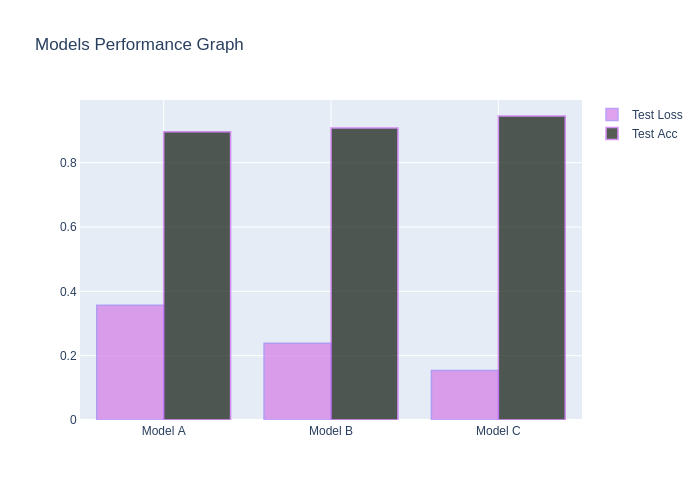 Models Performance Graph
Test Loss
Test Acc
0.8
0.6
0.4
0.2
0
Model A
Model B
Model C